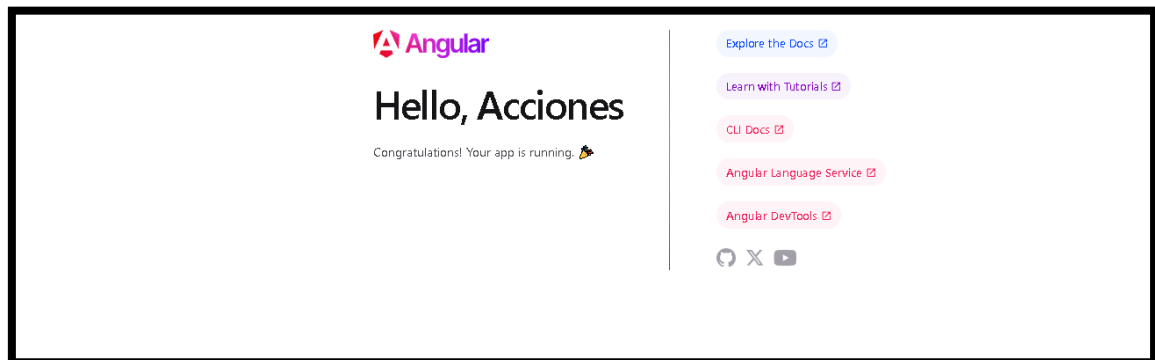 Angular
Hello, Acciones
Congratulations! Your app is running. 🎉
Explore the Docs
Learn with Tutorials
CLI Docs
Angular Language Service
Angular DevTools